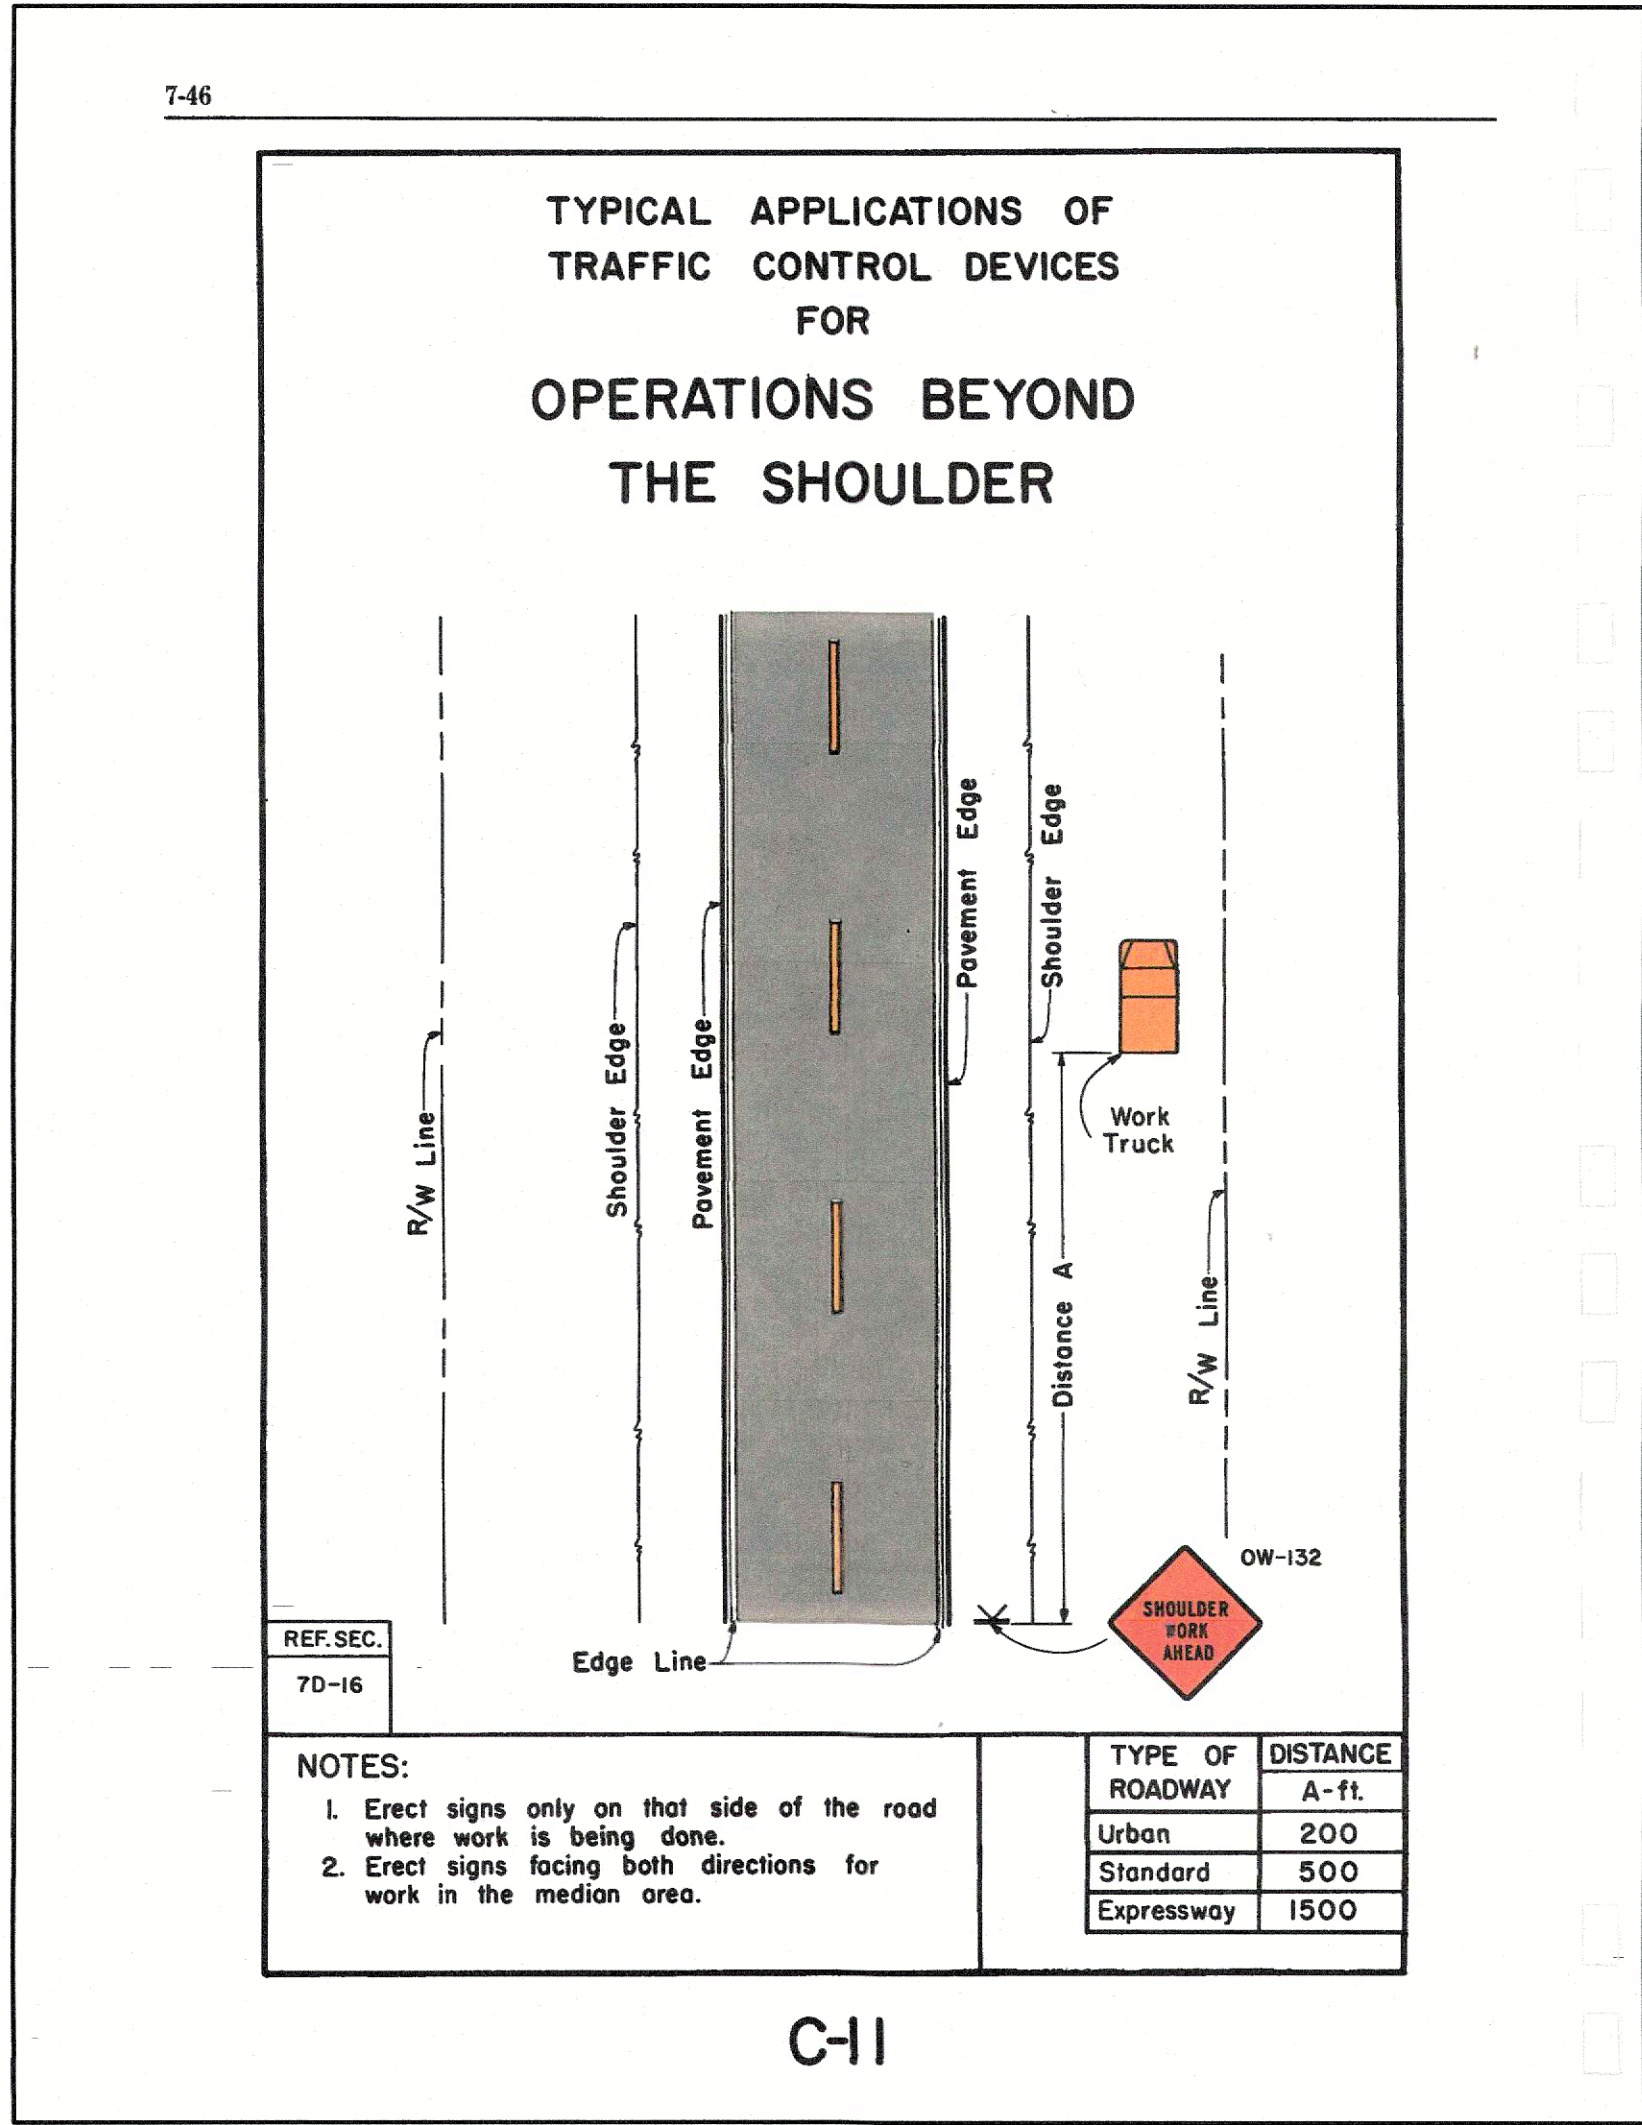 7-46
TYPICAL APPLICATIONS OF
TRAFFIC CONTROL DEVICES
FOR
OPERATIONS BEYOND
THE SHOULDER
R/W Line
Shoulder Edge
Pavement Edge
Pavement Edge
Shoulder Edge
Work
Truck
Distance A
R/W Line
OW-132
SHOULDER
WORK
AHEAD
Edge Line
REF. SEC.
7D-16
NOTES:
1. Erect signs only on that side of the road
where work is being done.
2. Erect signs facing both directions for
work in the median area.
TYPE OF DISTANCE
ROADWAY A-ft.
Urban 200
Standard 500
Expressway 1500
C-11